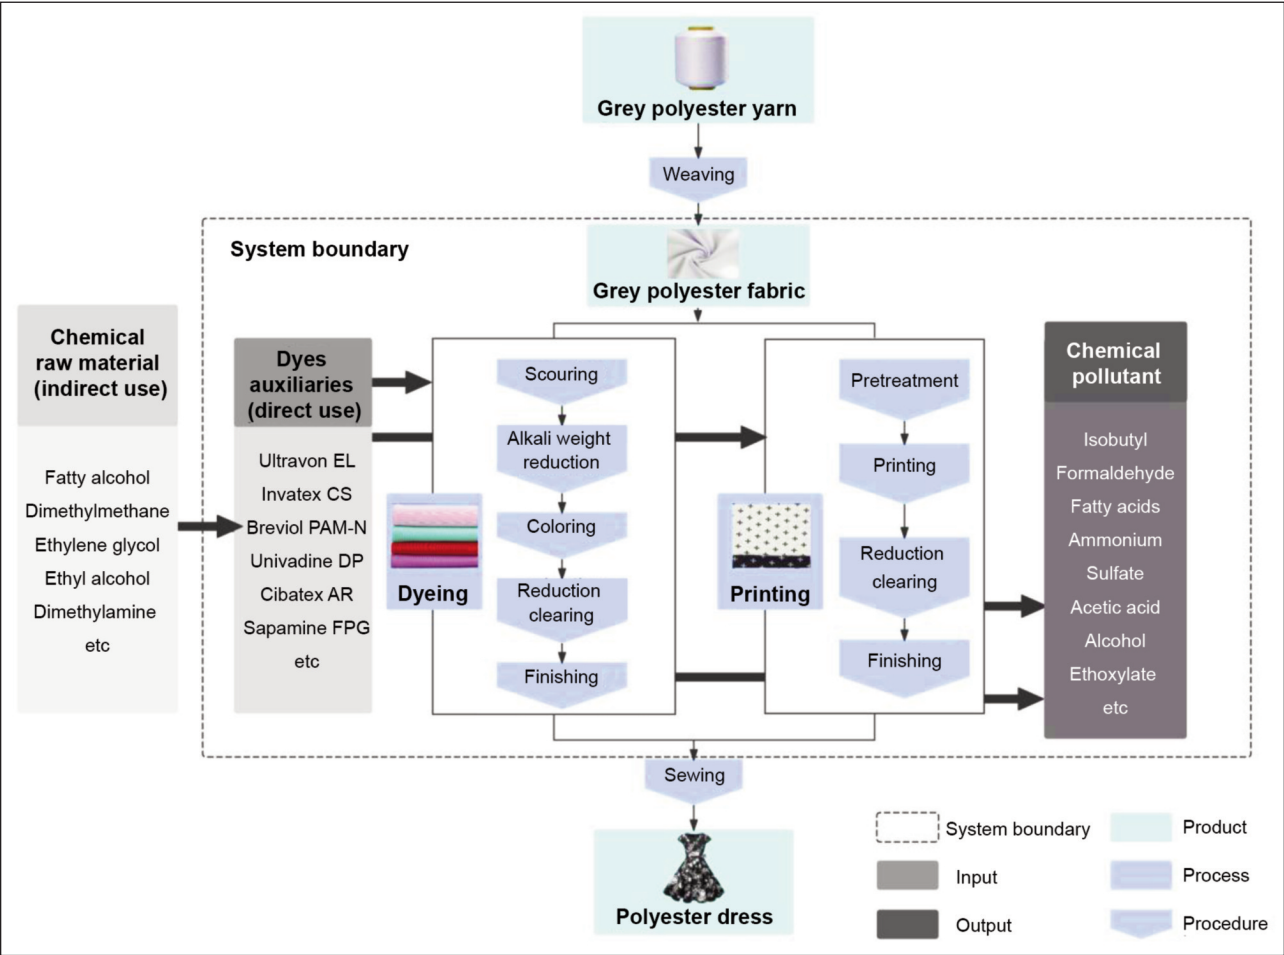 Grey polyester yarn
Weaving
System boundary
Grey polyester fabric
Chemical
raw material
(indirect use)
Fatty alcohol
Dimethylmethane
Ethylene glycol
Ethyl alcohol
Dimethylamine
etc
Dyes
auxiliaries
(direct use)
Ultravon EL
Invatex CS
Breviol PAM-N
Univadine DP
Cibatex AR
Sapamine FPG
etc
Scouring
Alkali weight
reduction
Coloring
Reduction
clearing
Finishing
Dyeing
Pretreatment
Printing
Reduction
clearing
Finishing
Printing
Chemical
pollutant
Isobutyl
Formaldehyde
Fatty acids
Ammonium
Sulfate
Acetic acid
Alcohol
Ethoxylate
etc
Sewing
Polyester dress
System boundary
Input
Output
Product
Process
Procedure